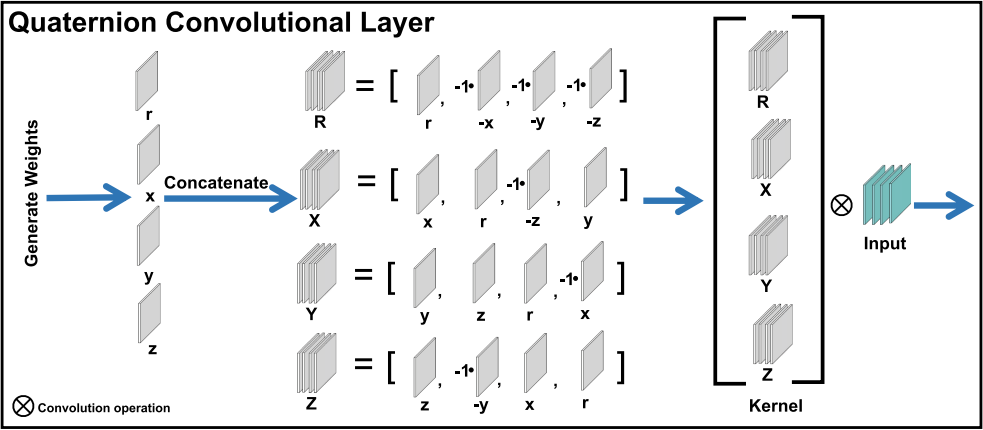 Quaternion Convolutional Layer
Generate Weights
r
x
y
z
Concatenate
R = [ r, -1• -x, -1• -y, -1• -z ]
X = [ x, r, -1• -z, y ]
Y = [ y, z, r, -1• x ]
Z = [ z, -1• -y, x, r ]
R
X
Y
Z
Kernel
⊗
Input
⊗ Convolution operation